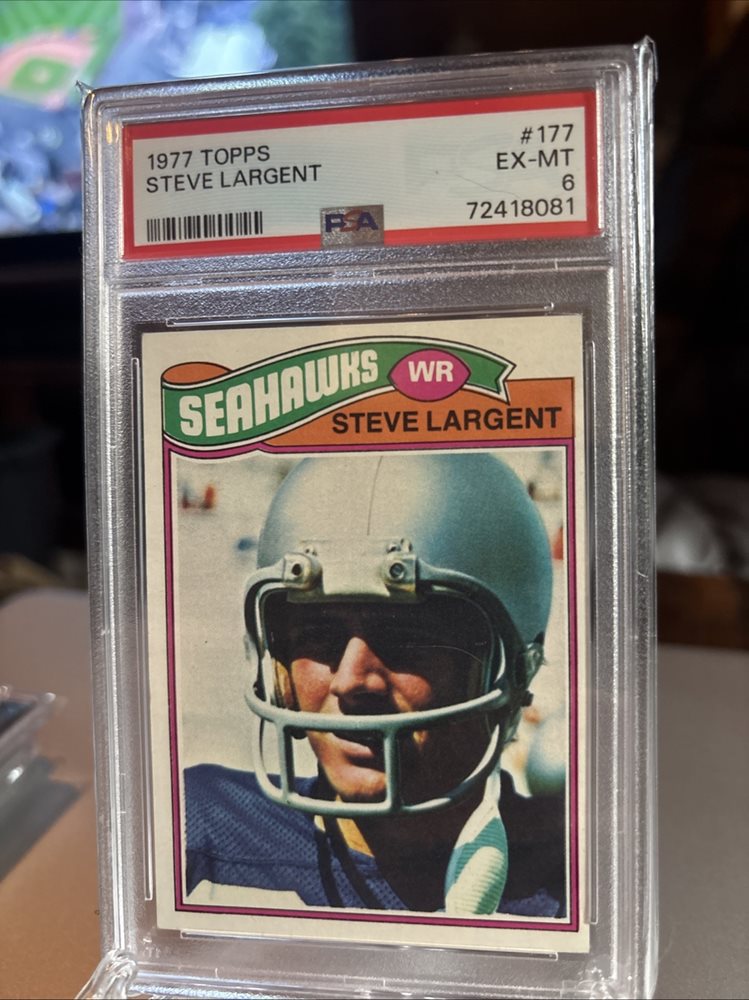 1977 TOPPS
STEVE LARGENT
#177
EX-MT
6
72418081
PSA
SEAHAWKS
WR
STEVE LARGENT